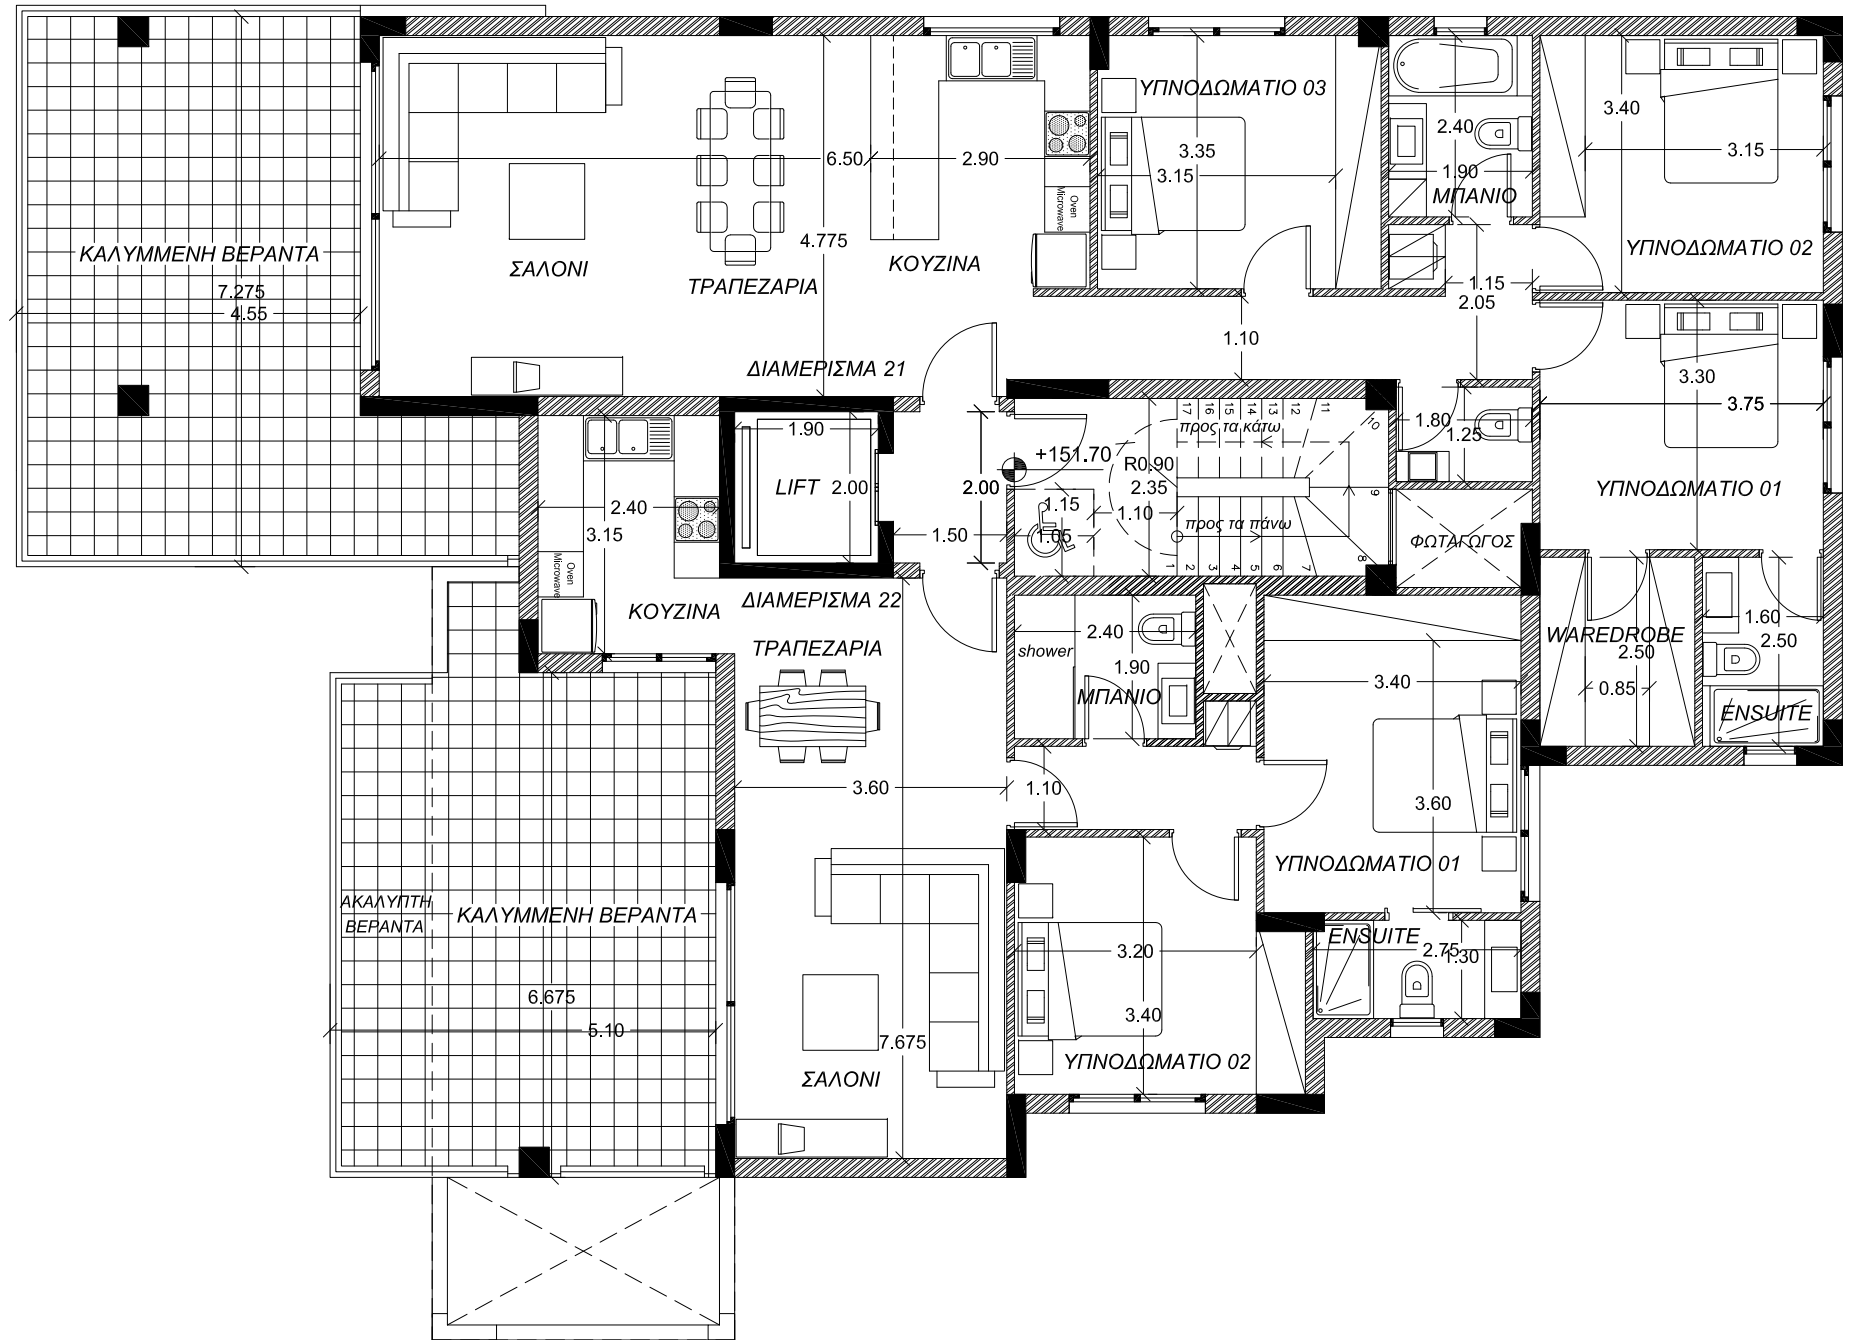 ΥΠΝΟΔΩΜΑΤΙΟ 03
3.40
2.40
3.35
3.15
6.50
2.90
3.15
1.90
ΜΠΑΝΙΟ
Oven
Microwave
4.775
ΚΑΛΥΜΜΕΝΗ ΒΕΡΑΝΤΑ
ΣΑΛΟΝΙ
ΤΡΑΠΕΖΑΡΙΑ
ΚΟΥΖΙΝΑ
ΥΠΝΟΔΩΜΑΤΙΟ 02
7.275
4.55
1.15
2.05
1.10
ΔΙΑΜΕΡΙΣΜΑ 21
3.30
3.75
17
16
15
14
13
12
11
10
προς τα κάτω
1.80
1.25
1.90
+151.70
R0.90
2.35
LIFT
2.00
2.00
ΥΠΝΟΔΩΜΑΤΙΟ 01
2.40
3.15
1.15
1.10
9
προς τα πάνω
1.50
1.05
ΦΩΤΑΓΩΓΟΣ
8
1
2
3
4
5
6
7
Oven
Microwave
ΚΟΥΖΙΝΑ
ΔΙΑΜΕΡΙΣΜΑ 22
ΤΡΑΠΕΖΑΡΙΑ
2.40
shower
1.90
ΜΠΑΝΙΟ
3.40
WAREDROBE
2.50
0.85
1.60
2.50
ENSUITE
3.60
1.10
3.60
ΥΠΝΟΔΩΜΑΤΙΟ 01
ΑΚΑΛΥΠΤΗ
ΒΕΡΑΝΤΑ
ΚΑΛΥΜΜΕΝΗ ΒΕΡΑΝΤΑ
ENSUITE
2.75
1.30
3.20
6.675
5.10
3.40
7.675
ΣΑΛΟΝΙ
ΥΠΝΟΔΩΜΑΤΙΟ 02